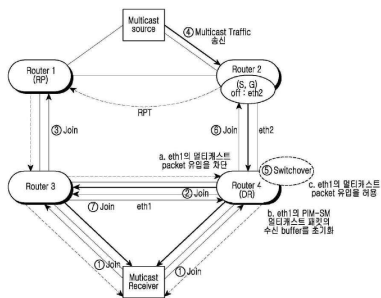 Multicast
source
④ Multicast Traffic
송신
Router 1
(RP)
Router 2
(S, G)
off : eth2
RPT
③ Join
⑥ Join
eth2
a. eth1의 멀티캐스트
packet 유입을 차단
⑤ Switchover
Router 3
② Join
Router 4
(DR)
c. eth1의 멀티캐스트
packet 유입을 허용
⑦ Join
eth1
b. eth1의 PIM-SM
멀티캐스트 패킷의
수신 buffer를 초기화
① Join
① Join
Muticast
Receiver